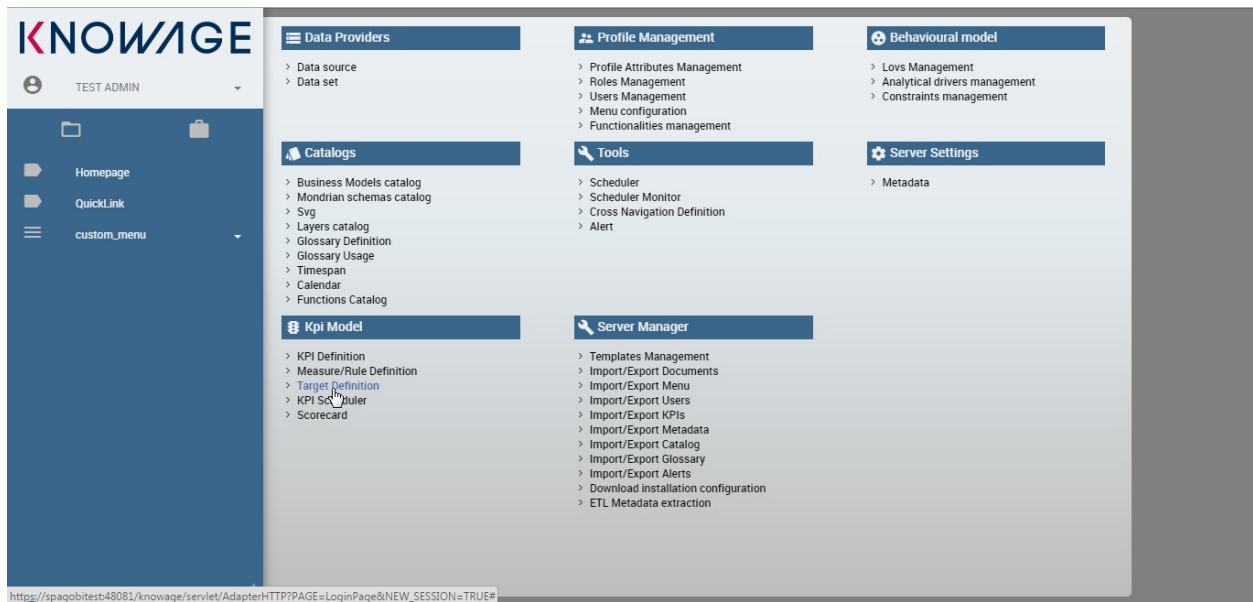 KNOWAGE
TEST ADMIN
Homepage
QuickLink
custom_menu
Data Providers
> Data source
> Data set
Profile Management
> Profile Attributes Management
> Roles Management
> Users Management
> Menu configuration
> Functionalities management
Behavioural model
> Lovs Management
> Analytical drivers management
> Constraints management
Catalogs
> Business Models catalog
> Mondrian schemas catalog
> Svg
> Layers catalog
> Glossary Definition
> Glossary Usage
> Timespan
> Calendar
> Functions Catalog
Tools
> Scheduler
> Scheduler Monitor
> Cross Navigation Definition
> Alert
Server Settings
> Metadata
Kpi Model
> KPI Definition
> Measure/Rule Definition
> Target Definition
> KPI Scheduler
> Scorecard
Server Manager
> Templates Management
> Import/Export Documents
> Import/Export Menu
> Import/Export Users
> Import/Export KPIs
> Import/Export Metadata
> Import/Export Catalog
> Import/Export Glossary
> Import/Export Alerts
> Download installation configuration
> ETL Metadata extraction
https://spagobitest:48081/knowage/servlet/AdapterHTTP?PAGE=LoginPage&NEW_SESSION=TRUE#